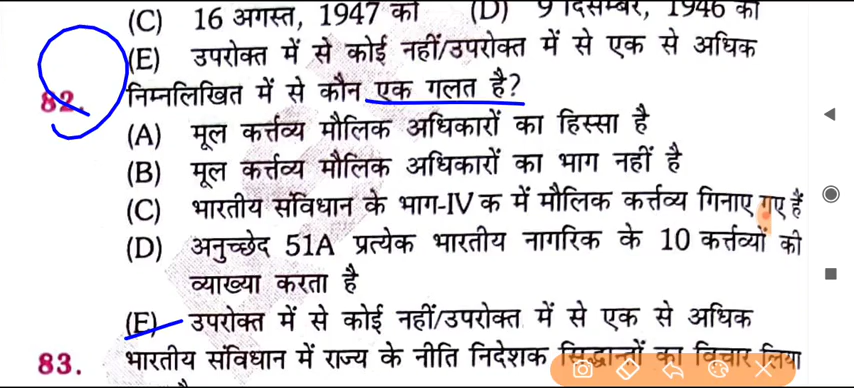 (C) 16 अगस्त, 1947 को (D) 9 दिसम्बर, 1946 को
(E) उपरोक्त में से कोई नहीं/उपरोक्त में से एक से अधिक
82. निम्नलिखित में से कौन एक गलत है?
(A) मूल कर्त्तव्य मौलिक अधिकारों का हिस्सा है
(B) मूल कर्त्तव्य मौलिक अधिकारों का भाग नहीं है
(C) भारतीय संविधान के भाग-IV क में मौलिक कर्त्तव्य गिनाए गए हैं
(D) अनुच्छेद 51A प्रत्येक भारतीय नागरिक के 10 कर्त्तव्यों की
व्याख्या करता है
(E) उपरोक्त में से कोई नहीं/उपरोक्त में से एक से अधिक
83. भारतीय संविधान में राज्य के नीति निदेशक सिद्धान्तों का विचार लिया